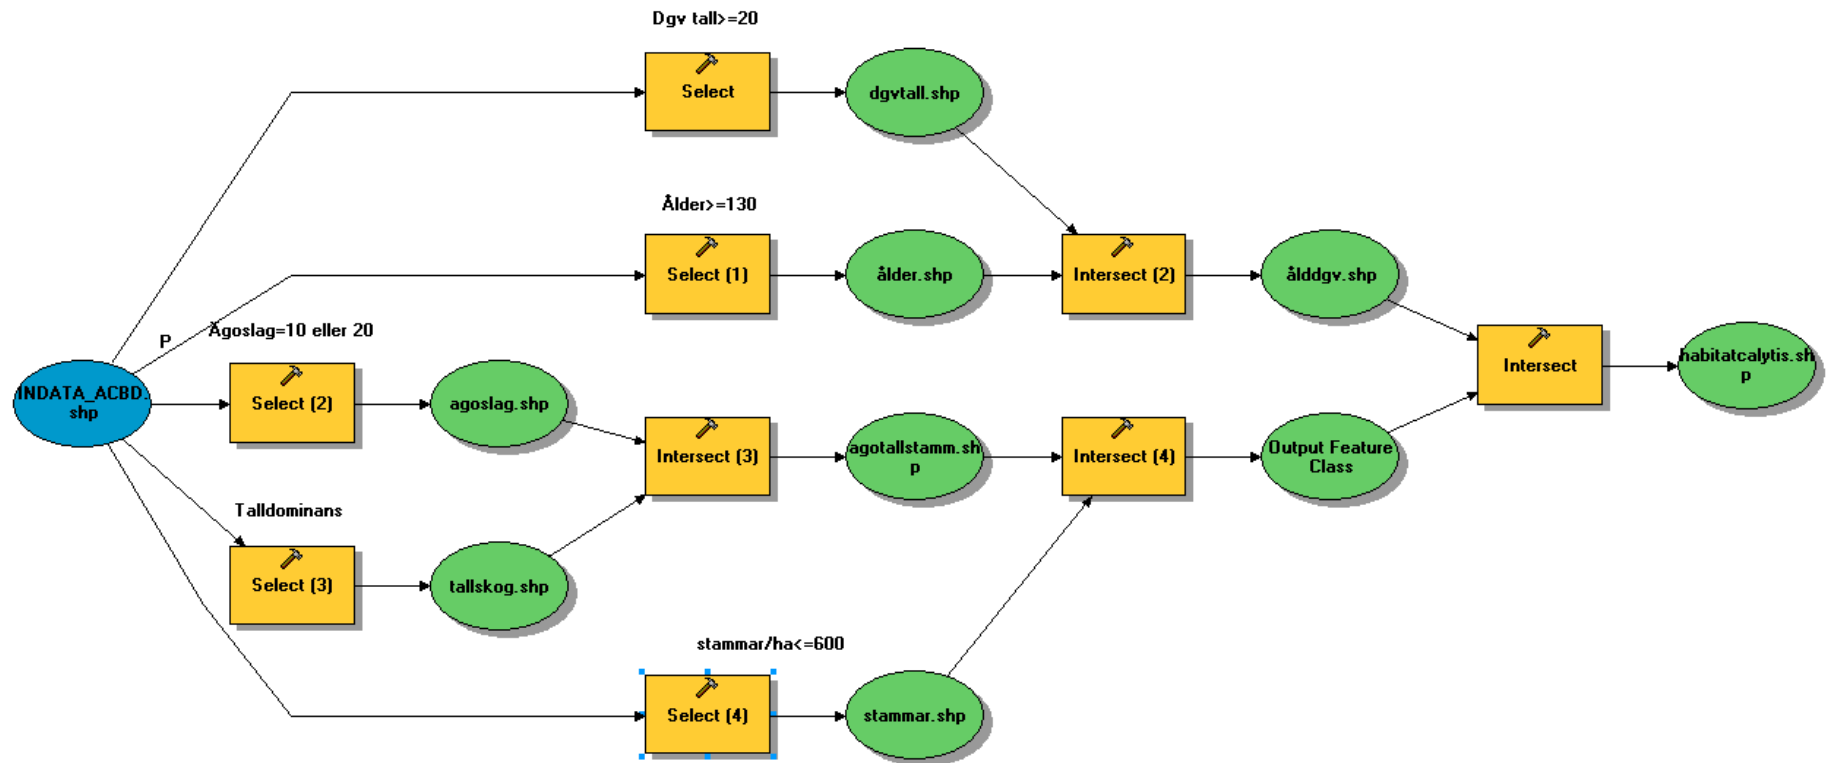 Dgv tall>=20
Select
dgvtall.shp
Ålder>=130
Select (1)
ålder.shp
Intersect (2)
ålddgv.shp
P
Ägoslag=10 eller 20
INDATA_ACBD.
shp
Select (2)
agoslag.shp
Intersect
habitatcalytis.sh
p
Intersect (3)
agotallstamm.sh
p
Intersect (4)
Output Feature
Class
Talldominans
Select (3)
tallskog.shp
stammar/ha<=600
Select (4)
stammar.shp